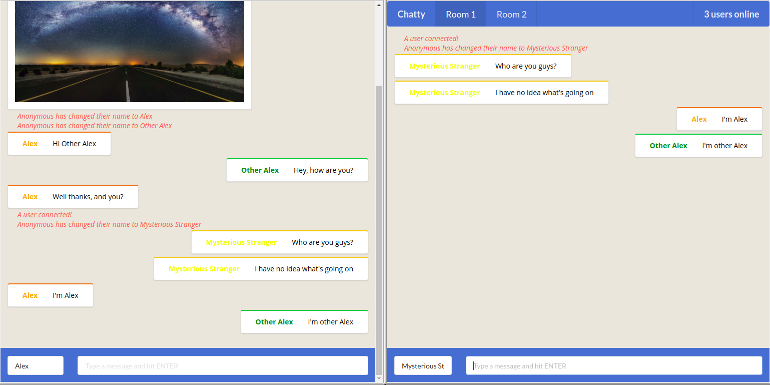 Anonymous has changed their name to Alex
Anonymous has changed their name to Other Alex
Alex Hi Other Alex
Other Alex Hey, how are you?
Alex Well thanks, and you?
A user connected!
Anonymous has changed their name to Mysterious Stranger
Mysterious Stranger Who are you guys?
Mysterious Stranger I have no idea what's going on
Alex I'm Alex
Other Alex I'm other Alex
Alex Type a message and hit ENTER
Chatty Room 1 Room 2 3 users online
A user connected!
Anonymous has changed their name to Mysterious Stranger
Mysterious Stranger Who are you guys?
Mysterious Stranger I have no idea what's going on
Alex I'm Alex
Other Alex I'm other Alex
Mysterious St Type a message and hit ENTER